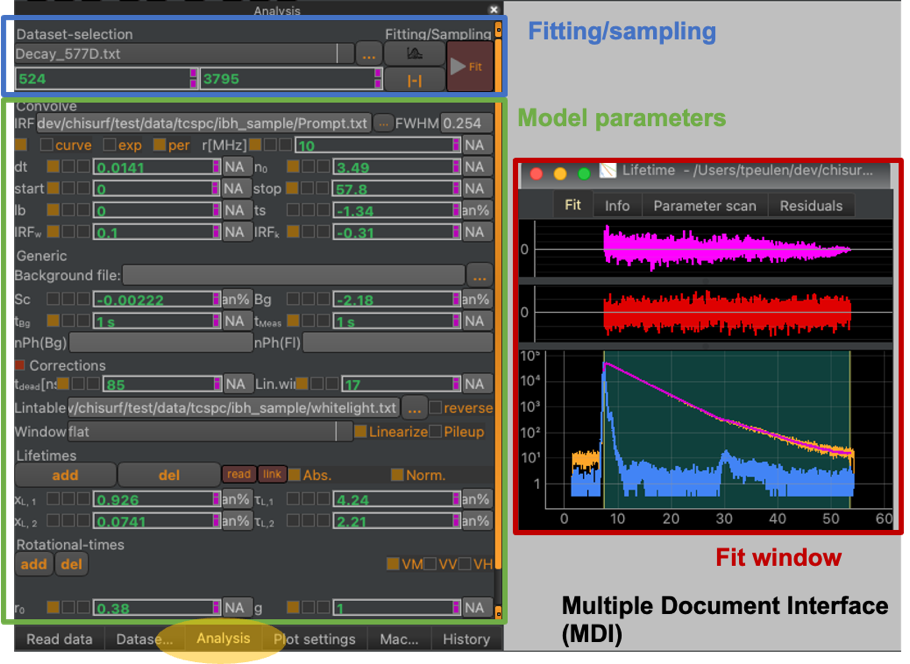 Analysis
Dataset-selection Fitting/Sampling
Decay_577D.txt ...
524 3795 |-| Fit
Fitting/sampling
Convolve
IRF dev/chisurf/test/data/tcspc/ibh_sample/Prompt.txt ... FWHM 0.254
curve exp per r[MHz] 10 NA
dt 0.0141 NA n₀ 3.49 NA
start 0 NA stop 57.8 NA
lb 0 NA ts -1.34 an%
IRFw 0.1 NA IRFₖ -0.31 NA
Generic
Background file: ...
Sc -0.00222 an% Bg -2.18 an%
tBg 1 s NA tMeas 1 s NA
nPh(Bg) nPh(Fl)
Corrections
tdead[ns 85 NA Lin.wi 17 NA
Lintable /chisurf/test/data/tcspc/ibh_sample/whitelight.txt ... reverse
Window flat Linearize Pileup
Lifetimes
add del read link Abs. Norm.
xL, 1 0.926 an% τL,1 4.24 an%
xL, 2 0.0741 an% τL,2 2.21 an%
Rotational-times
add del VM VV VH
r₀ 0.38 NA g 1 NA
Read data Datase... Analysis Plot settings Mac... History
Model parameters
Lifetime - /Users/tpeulen/dev/chisur...
Fit Info Parameter scan Residuals
0
0
10⁵
10⁴
10³
10²
10¹
1
0 10 20 30 40 50 60
Fit window
Multiple Document Interface
(MDI)